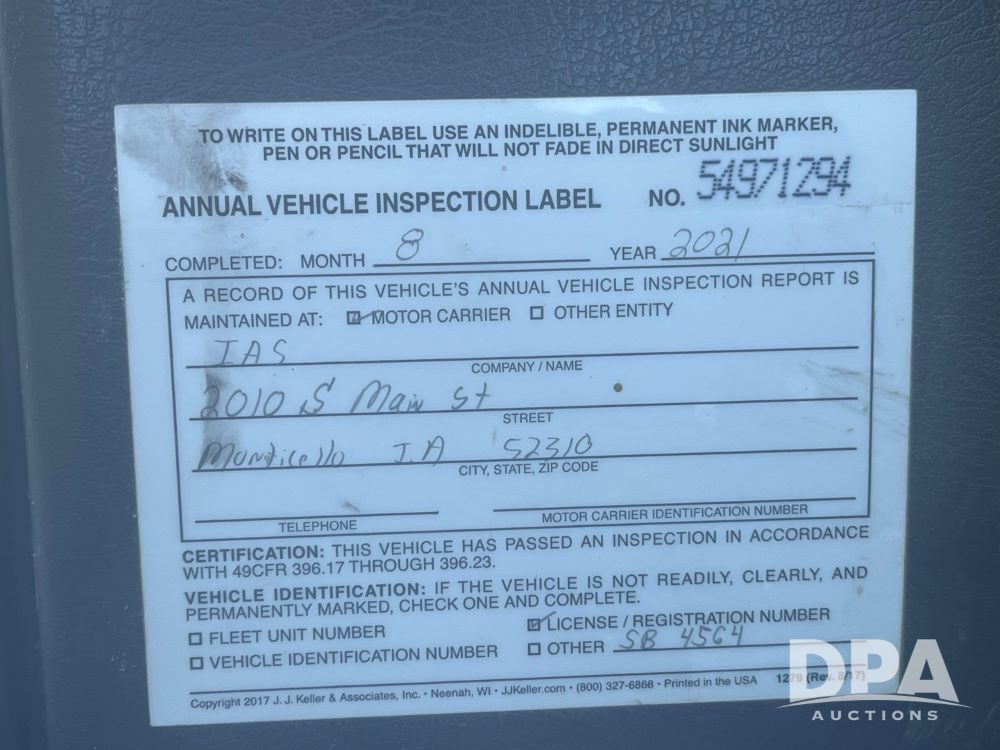 TO WRITE ON THIS LABEL USE AN INDELIBLE, PERMANENT INK MARKER,
PEN OR PENCIL THAT WILL NOT FADE IN DIRECT SUNLIGHT
ANNUAL VEHICLE INSPECTION LABEL NO. 54971294
COMPLETED: MONTH 8 YEAR 2021
A RECORD OF THIS VEHICLE'S ANNUAL VEHICLE INSPECTION REPORT IS
MAINTAINED AT: MOTOR CARRIER OTHER ENTITY
IAS
COMPANY / NAME
2010 S Main St
STREET
Monticello IA 52310
CITY, STATE, ZIP CODE
TELEPHONE MOTOR CARRIER IDENTIFICATION NUMBER
CERTIFICATION: THIS VEHICLE HAS PASSED AN INSPECTION IN ACCORDANCE
WITH 49CFR 396.17 THROUGH 396.23.
VEHICLE IDENTIFICATION: IF THE VEHICLE IS NOT READILY, CLEARLY, AND
PERMANENTLY MARKED, CHECK ONE AND COMPLETE.
FLEET UNIT NUMBER LICENSE / REGISTRATION NUMBER
VEHICLE IDENTIFICATION NUMBER OTHER SB 4564
Copyright 2017 J. J. Keller & Associates, Inc. • Neenah, WI • JJKeller.com • (800) 327-6868 • Printed in the USA 1279 (Rev. 8/17)
DPA
AUCTIONS